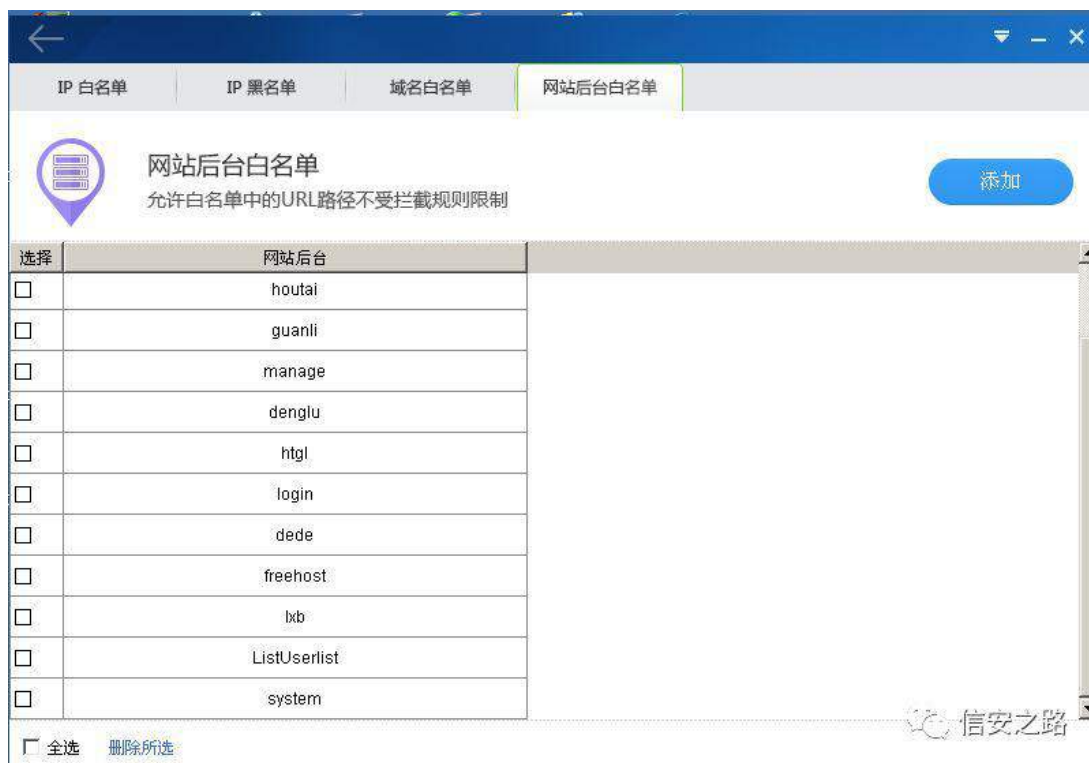 IP 白名单 IP 黑名单 域名白名单 网站后台白名单
网站后台白名单
允许白名单中的URL路径不受拦截规则限制
添加
选择 网站后台
houtai
guanli
manage
denglu
htgl
login
dede
freehost
lxb
ListUserlist
system
全选 删除所选
信安之路